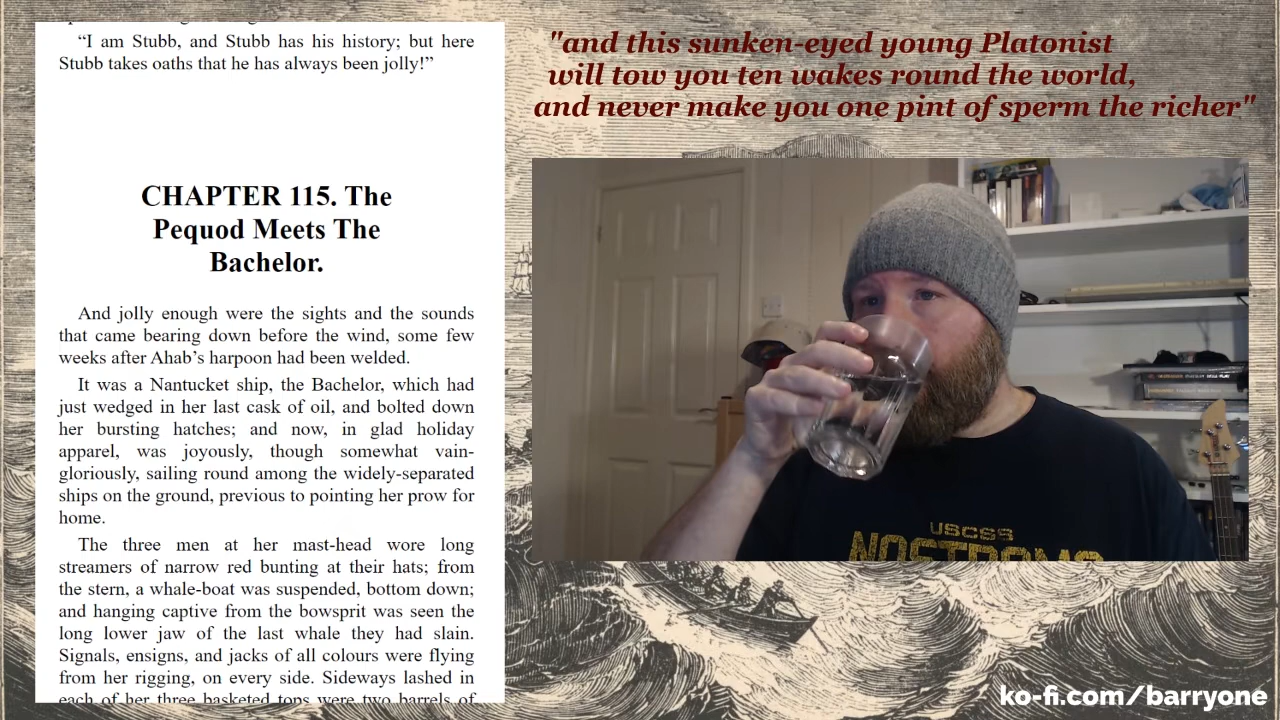 “I am Stubb, and Stubb has his history; but here
Stubb takes oaths that he has always been jolly!”
CHAPTER 115. The
Pequod Meets The
Bachelor.
And jolly enough were the sights and the sounds
that came bearing down before the wind, some few
weeks after Ahab’s harpoon had been welded.
It was a Nantucket ship, the Bachelor, which had
just wedged in her last cask of oil, and bolted down
her bursting hatches; and now, in glad holiday
apparel, was joyously, though somewhat vain-
gloriously, sailing round among the widely-separated
ships on the ground, previous to pointing her prow for
home.
The three men at her mast-head wore long
streamers of narrow red bunting at their hats; from
the stern, a whale-boat was suspended, bottom down;
and hanging captive from the bowsprit was seen the
long lower jaw of the last whale they had slain.
Signals, ensigns, and jacks of all colours were flying
from her rigging, on every side. Sideways lashed in
each of her three basketed tops were two barrels of
"and this sunken-eyed young Platonist
will tow you ten wakes round the world,
and never make you one pint of sperm the richer"
USCSS
NOSTROMO
ko-fi.com/barryone